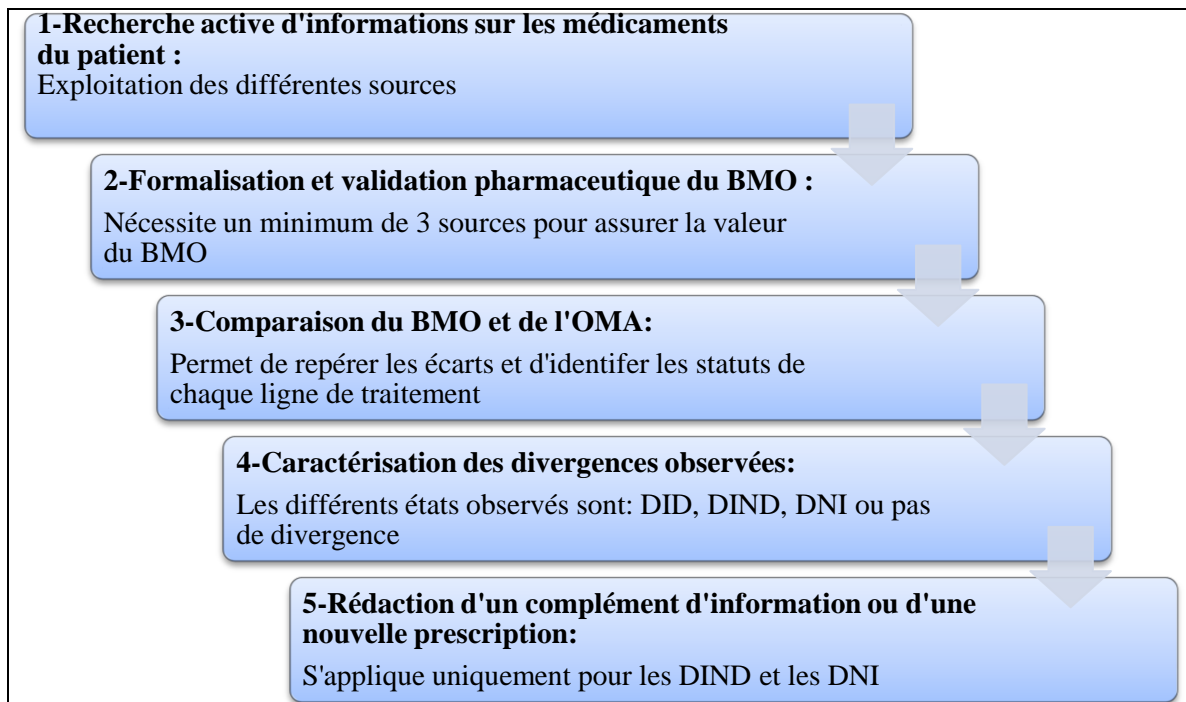 1-Recherche active d'informations sur les médicaments
du patient :
Exploitation des différentes sources
2-Formalisation et validation pharmaceutique du BMO :
Nécessite un minimum de 3 sources pour assurer la valeur
du BMO
3-Comparaison du BMO et de l'OMA:
Permet de repérer les écarts et d'identifer les statuts de
chaque ligne de traitement
4-Caractérisation des divergences observées:
Les différents états observés sont: DID, DIND, DNI ou pas
de divergence
5-Rédaction d'un complément d'information ou d'une
nouvelle prescription:
S'applique uniquement pour les DIND et les DNI